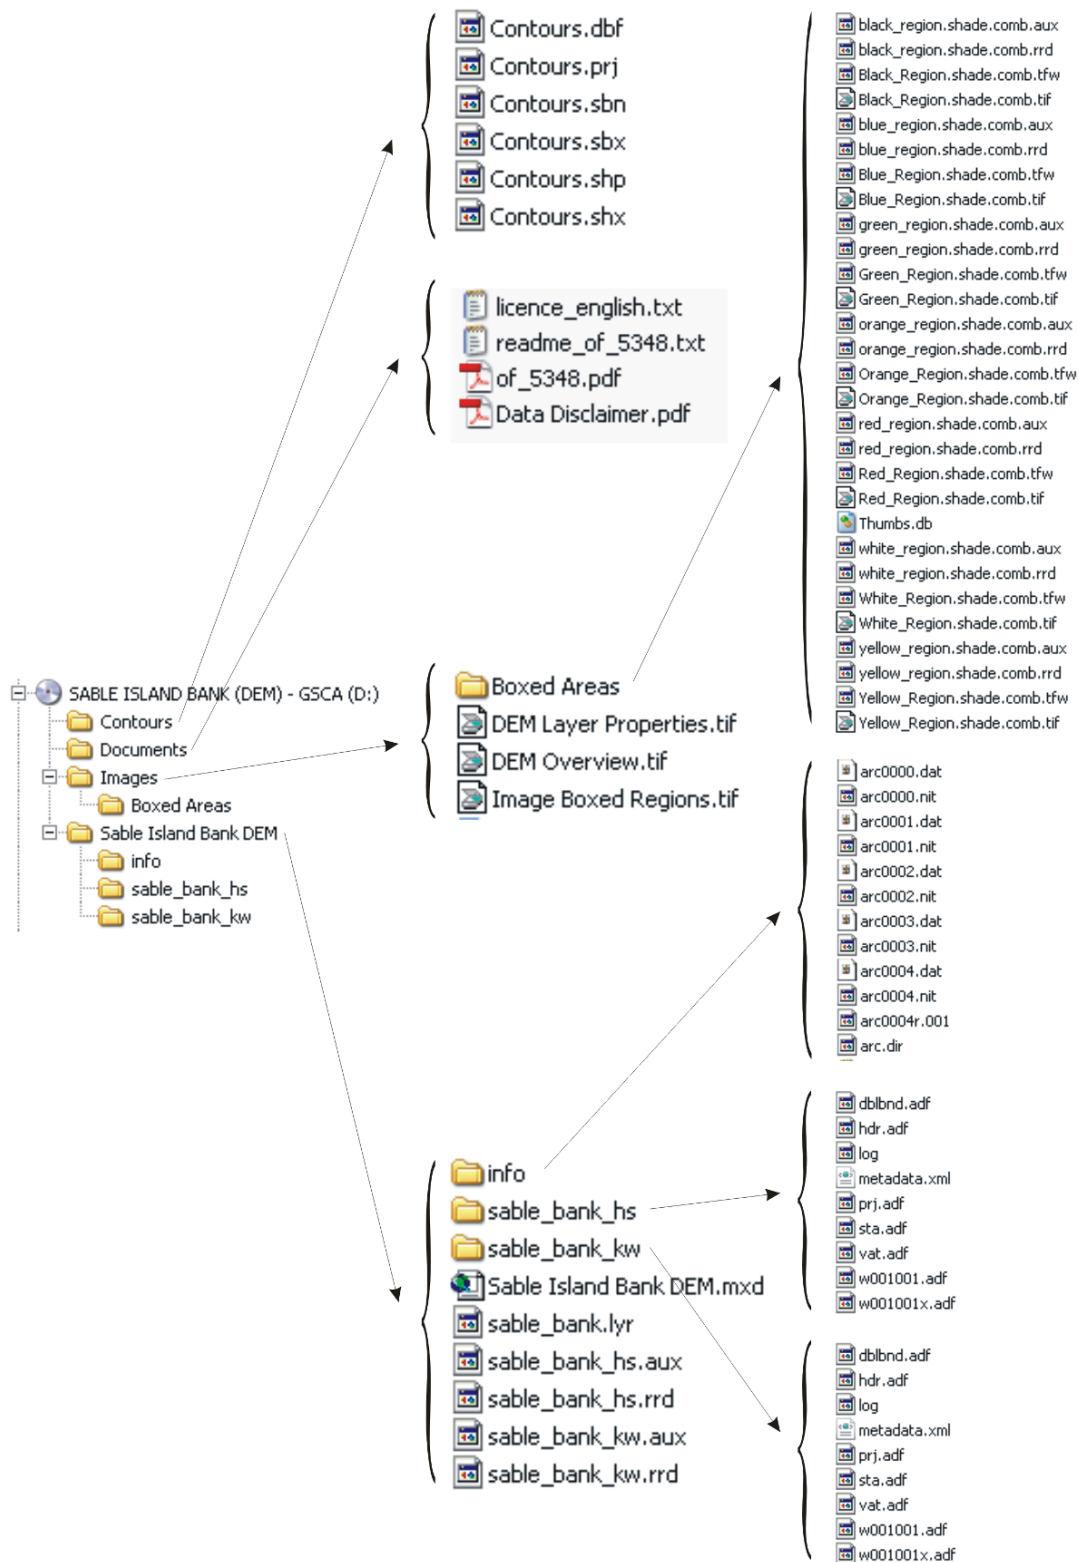 SABLE ISLAND BANK (DEM) - GSCA (D:)
Contours
Documents
Images
Boxed Areas
Sable Island Bank DEM
info
sable_bank_hs
sable_bank_kw
Contours.dbf
Contours.prj
Contours.sbn
Contours.sbx
Contours.shp
Contours.shx
licence_english.txt
readme_of_5348.txt
of_5348.pdf
Data Disclaimer.pdf
Boxed Areas
DEM Layer Properties.tif
DEM Overview.tif
Image Boxed Regions.tif
info
sable_bank_hs
sable_bank_kw
Sable Island Bank DEM.mxd
sable_bank.lyr
sable_bank_hs.aux
sable_bank_hs.rrd
sable_bank_kw.aux
sable_bank_kw.rrd
black_region.shade.comb.aux
black_region.shade.comb.rrd
Black_Region.shade.comb.tfw
Black_Region.shade.comb.tif
blue_region.shade.comb.aux
blue_region.shade.comb.rrd
Blue_Region.shade.comb.tfw
Blue_Region.shade.comb.tif
green_region.shade.comb.aux
green_region.shade.comb.rrd
Green_Region.shade.comb.tfw
Green_Region.shade.comb.tif
orange_region.shade.comb.aux
orange_region.shade.comb.rrd
Orange_Region.shade.comb.tfw
Orange_Region.shade.comb.tif
red_region.shade.comb.aux
red_region.shade.comb.rrd
Red_Region.shade.comb.tfw
Red_Region.shade.comb.tif
Thumbs.db
white_region.shade.comb.aux
white_region.shade.comb.rrd
White_Region.shade.comb.tfw
White_Region.shade.comb.tif
yellow_region.shade.comb.aux
yellow_region.shade.comb.rrd
Yellow_Region.shade.comb.tfw
Yellow_Region.shade.comb.tif
arc0000.dat
arc0000.nit
arc0001.dat
arc0001.nit
arc0002.dat
arc0002.nit
arc0003.dat
arc0003.nit
arc0004.dat
arc0004.nit
arc0004r.001
arc.dir
dblbnd.adf
hdr.adf
log
metadata.xml
prj.adf
sta.adf
vat.adf
w001001.adf
w001001x.adf
dblbnd.adf
hdr.adf
log
metadata.xml
prj.adf
sta.adf
vat.adf
w001001.adf
w001001x.adf